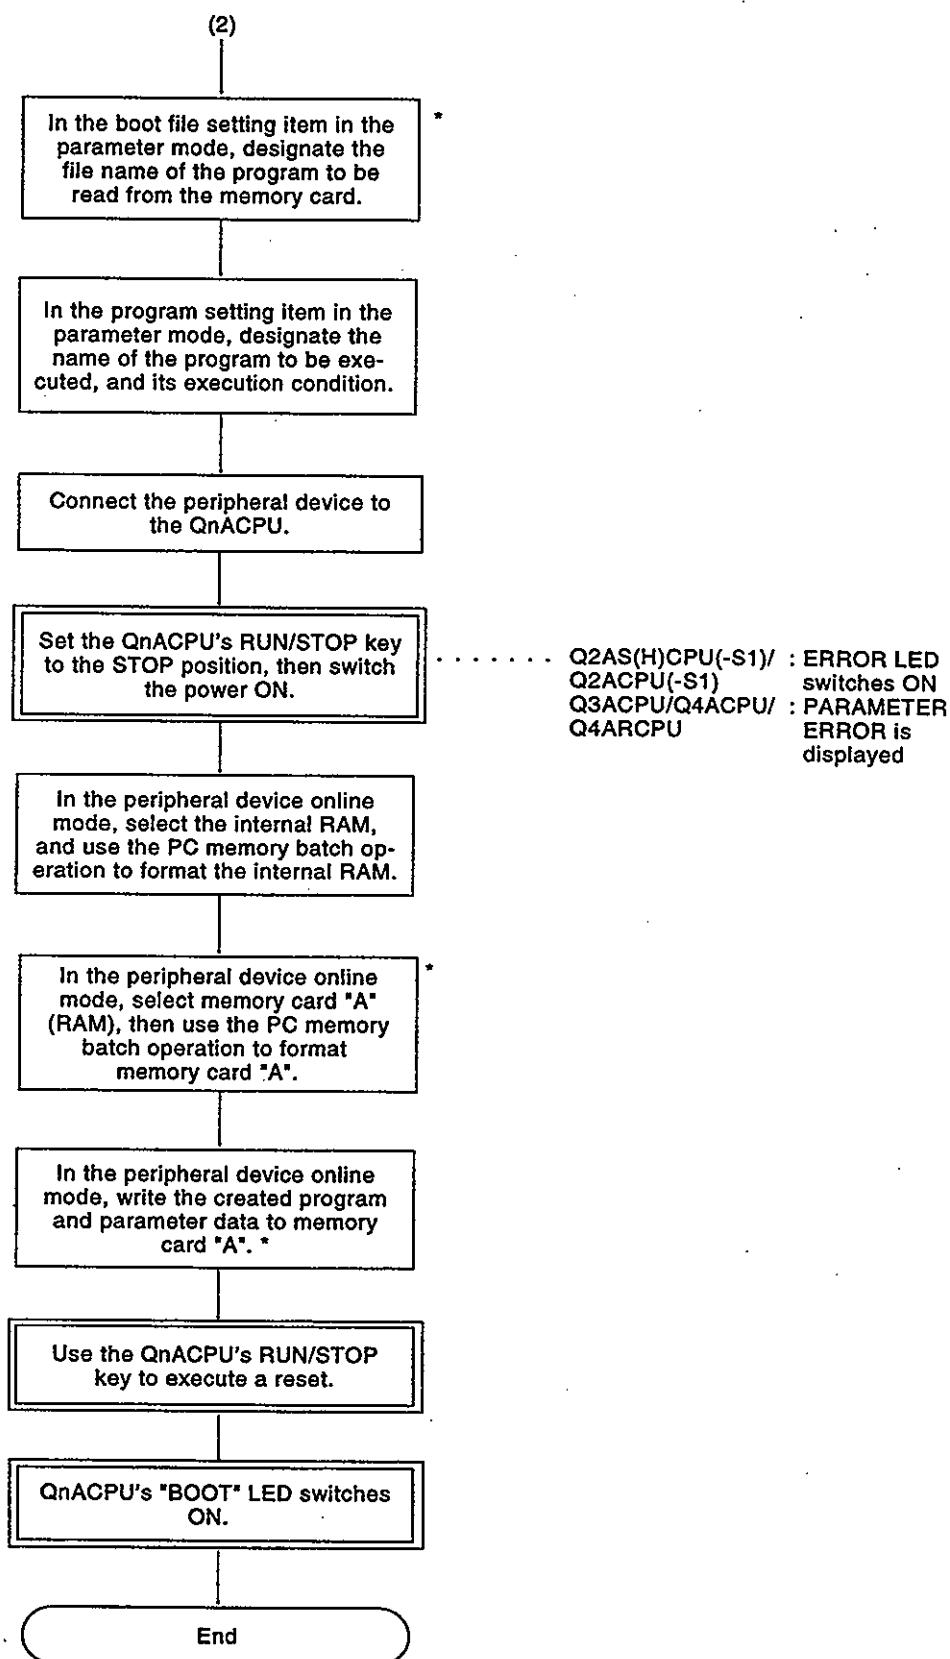 (2)
In the boot file setting item in the *
parameter mode, designate the
file name of the program to be
read from the memory card.
In the program setting item in the
parameter mode, designate the
name of the program to be exe-
cuted, and its execution condition.
Connect the peripheral device to
the QnACPU.
Set the QnACPU's RUN/STOP key
to the STOP position, then switch
the power ON.
. . . . . . . Q2AS(H)CPU(-S1)/ : ERROR LED
Q2ACPU(-S1) switches ON
Q3ACPU/Q4ACPU/ : PARAMETER
Q4ARCPU ERROR is
displayed
In the peripheral device online
mode, select the internal RAM,
and use the PC memory batch op-
eration to format the internal RAM.
In the peripheral device online *
mode, select memory card "A"
(RAM), then use the PC memory
batch operation to format
memory card "A".
In the peripheral device online
mode, write the created program
and parameter data to memory
card "A". *
Use the QnACPU's RUN/STOP
key to execute a reset.
QnACPU's "BOOT" LED switches
ON.
End